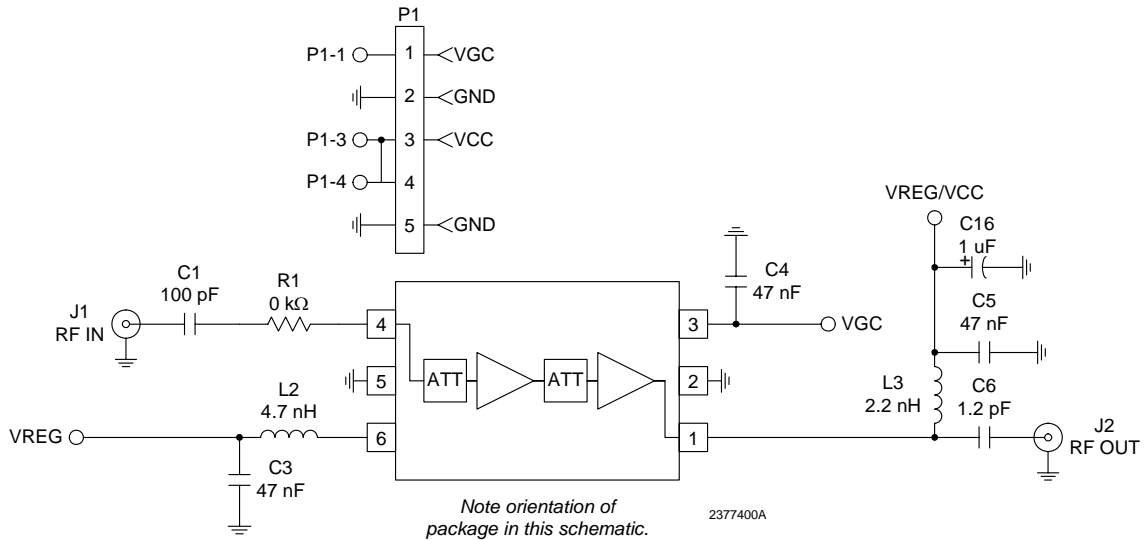 P1
P1-1
1
VGC
2
GND
P1-3
3
VCC
P1-4
4
5
GND
VREG/VCC
C16
1 uF
+
C1
100 pF
R1
0 kΩ
C4
47 nF
C5
47 nF
J1
RF IN
4
3
VGC
5
ATT
ATT
2
L2
4.7 nH
L3
2.2 nH
C6
1.2 pF
VREG
6
1
J2
RF OUT
C3
47 nF
Note orientation of
package in this schematic.
2377400A